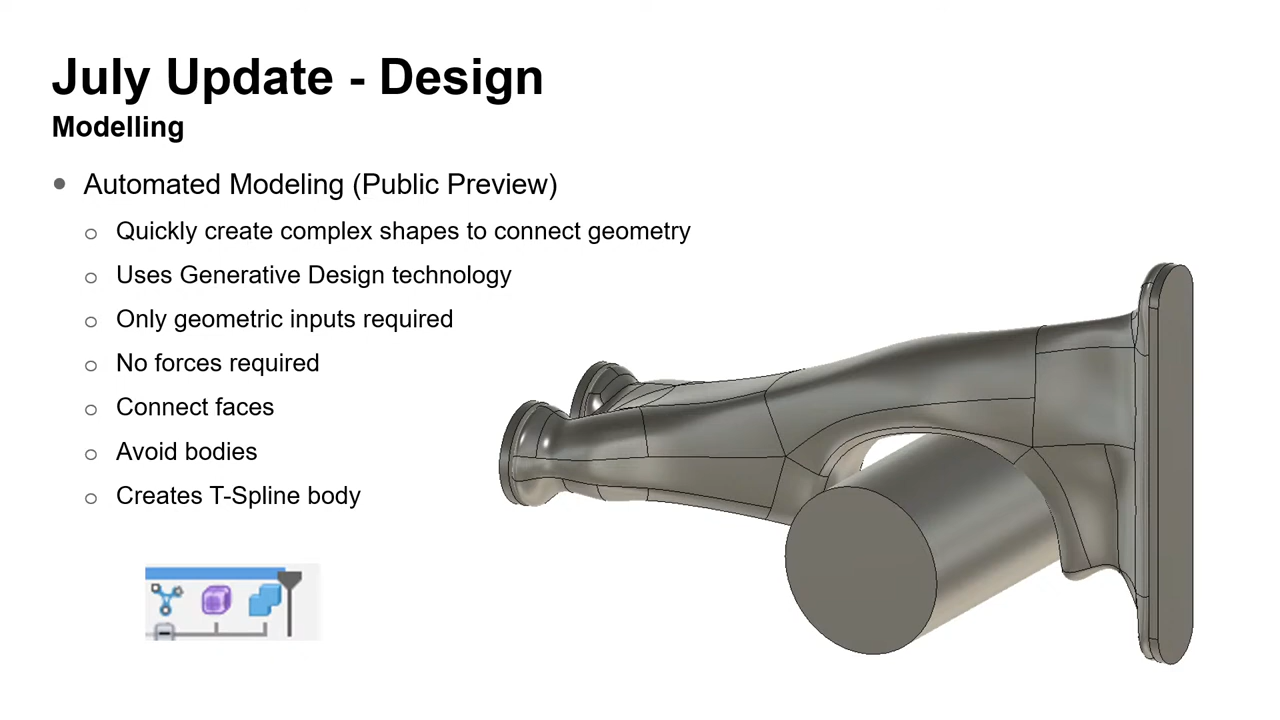 July Update - Design
Modelling
Automated Modeling (Public Preview)
Quickly create complex shapes to connect geometry
Uses Generative Design technology
Only geometric inputs required
No forces required
Connect faces
Avoid bodies
Creates T-Spline body